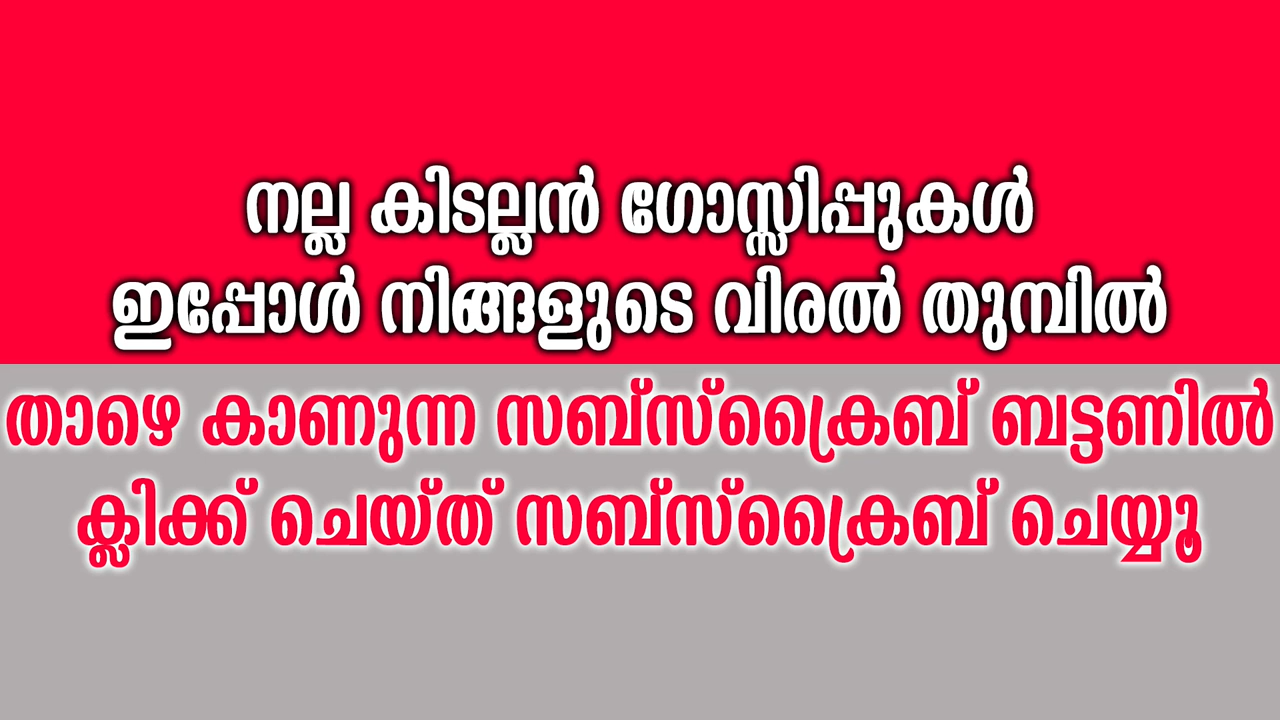 നല്ല കിടല്ലൻ ഗോസ്സിപ്പുകൾ
ഇപ്പോൾ നിങ്ങളുടെ വിരൽ തുമ്പിൽ
താഴെ കാണുന്ന സബ്സ്ക്രൈബ് ബട്ടണിൽ
ക്ലിക്ക് ചെയ്ത് സബ്സ്ക്രൈബ് ചെയ്യൂ